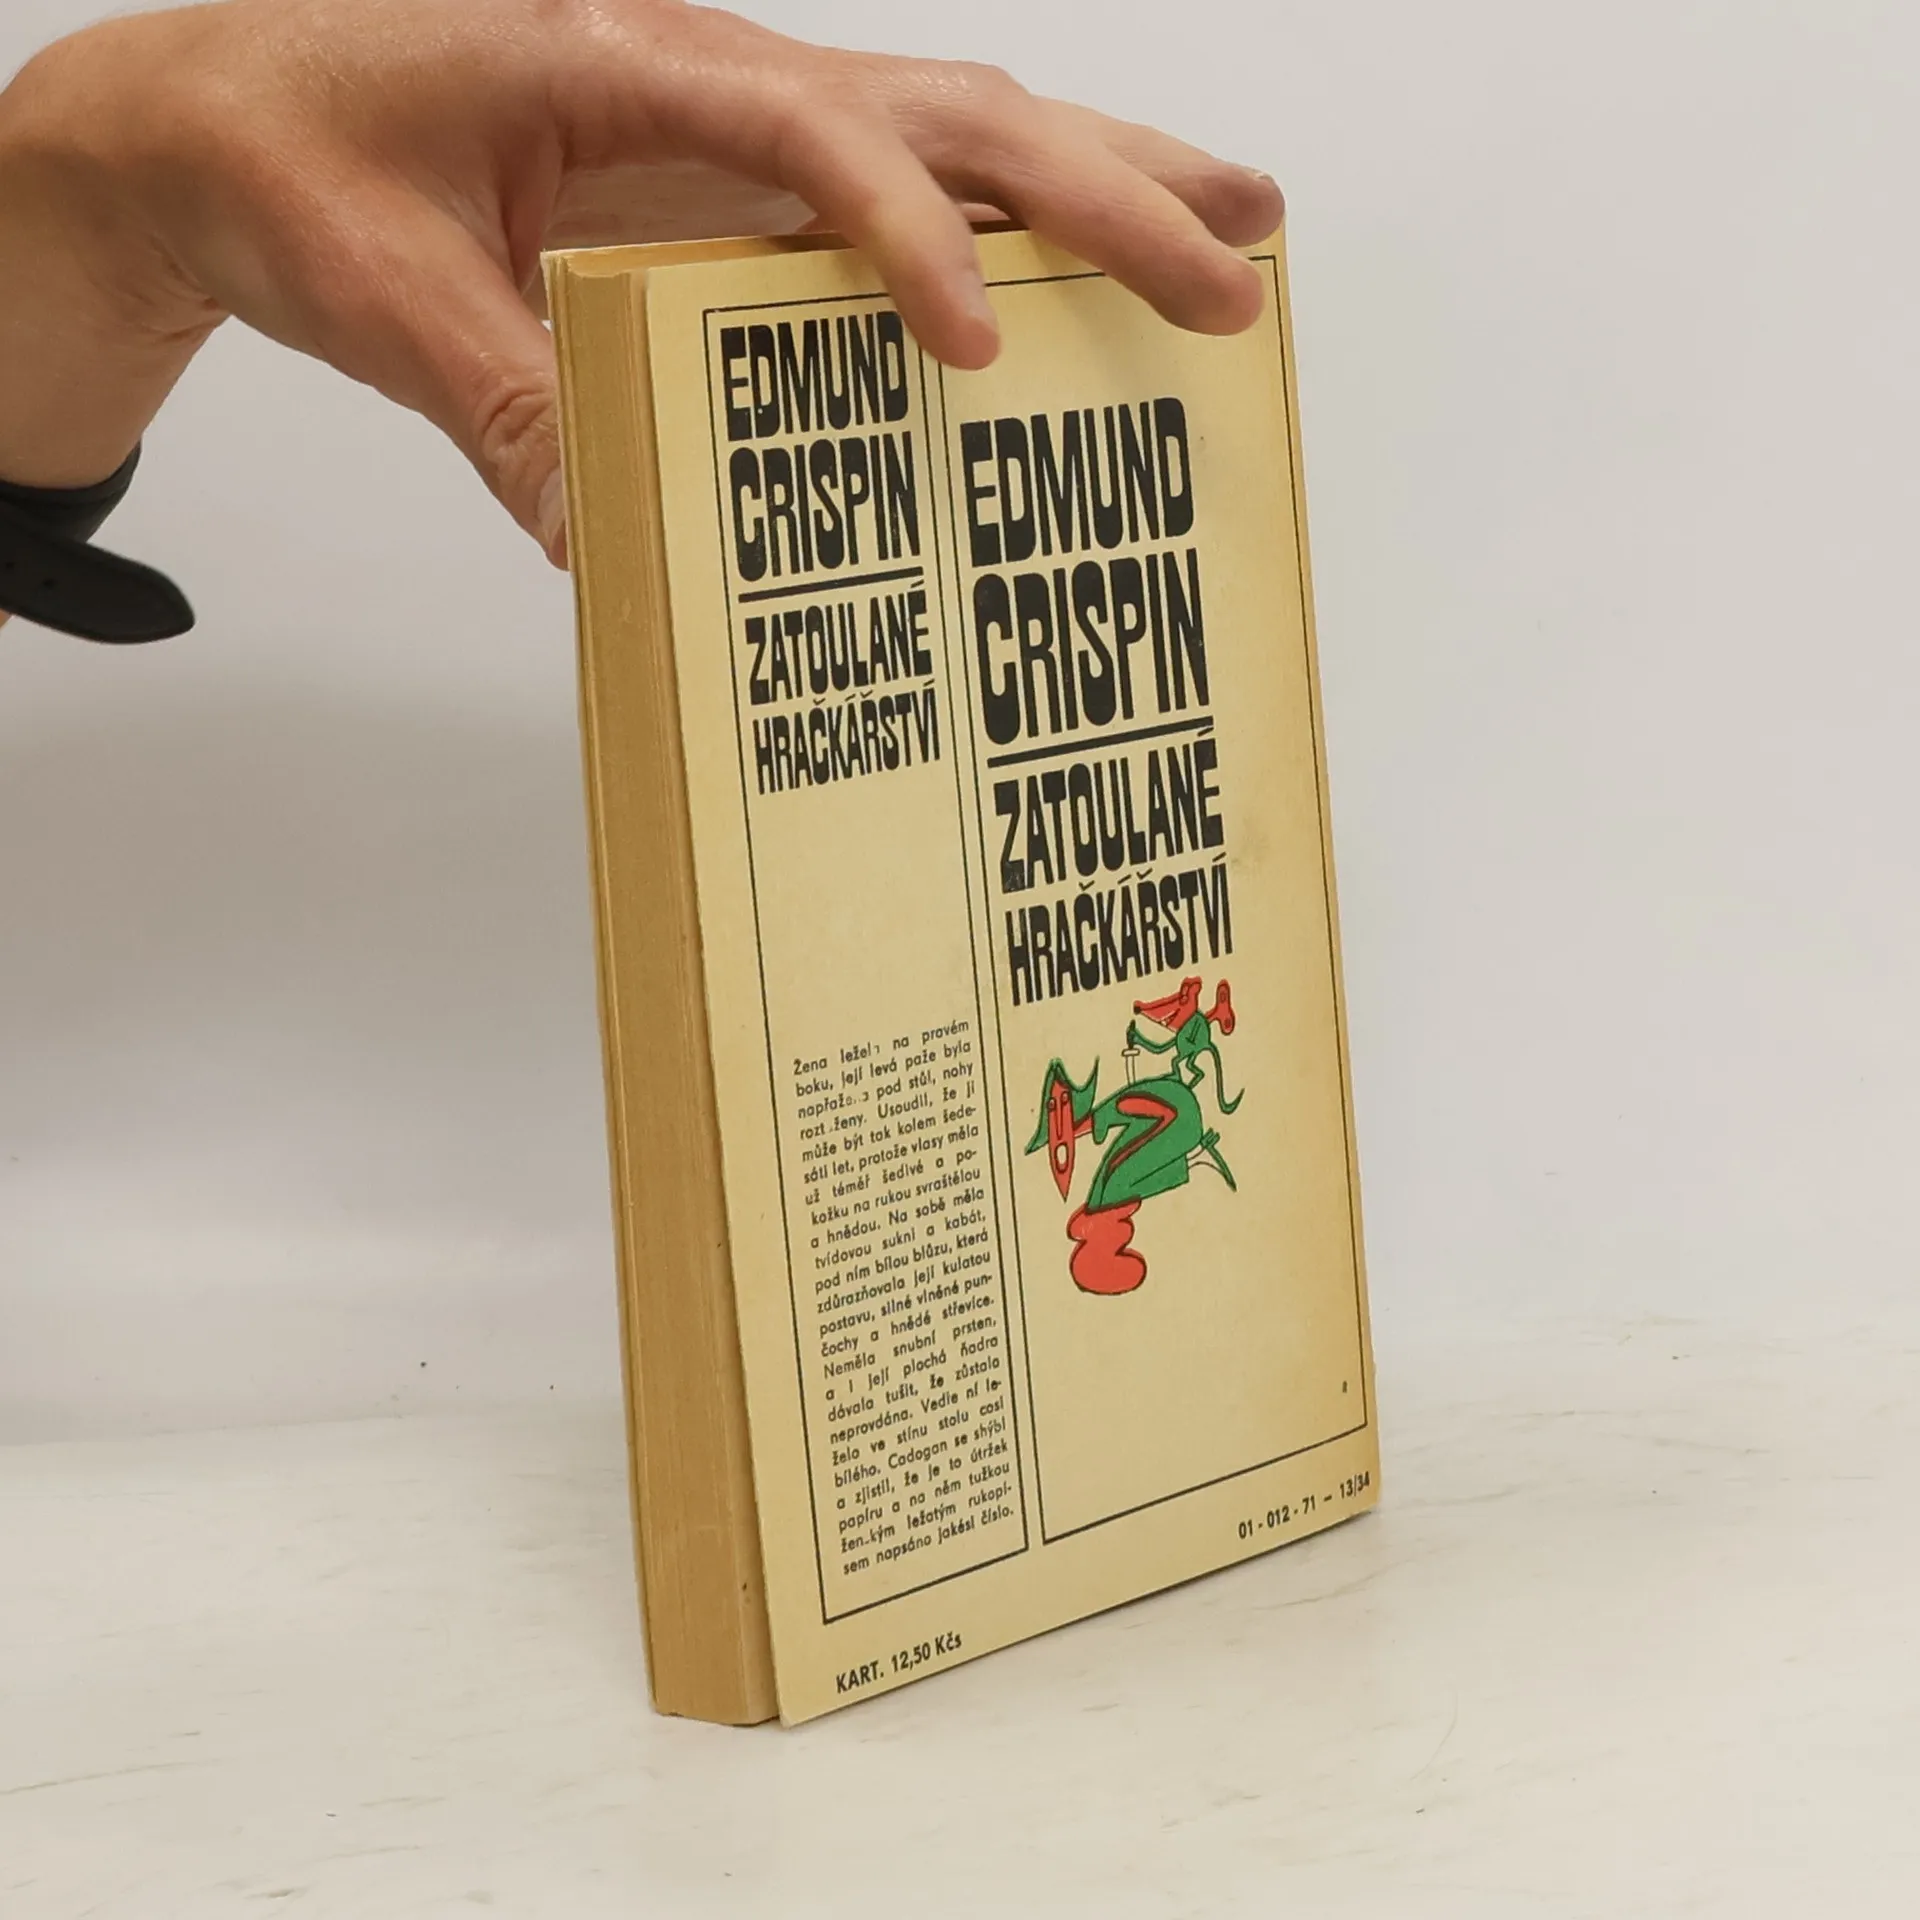 EDMUND
CRISPIN
ZATOULANÉ
HRAČKÁŘSTVÍ
Žena ležela na pravém
boku, její levá paže byla
pod stůl, nohy
Usoudil, že jí
může být tak kolem šede-
sáti let, protože vlasy měla
už téměř šedivé a po-
kožku na rukou svraštělou
a hnědou. Na sobě měla
tvídovou sukni a kabát,
pod ním bílou blůzu, která
zdůrazňovala její kulatou
postavu, silné vlněné pun-
čochy a hnědé střevíce.
Neměla snubní prsten,
a i její plochá ňadra
dávala tušit, že zůstala
neprovdána. Vedle ní le-
želo ve stínu stolu cosi
bílého. Cadogan se shýbl
a zjistil, že je to útržek
papíru a na něm tužkou
ležatým rukopi-
sem napsáno jakési číslo.
KART. 12,50 Kčs
EDMUND
CRISPIN
ZATOULANÉ
HRAČKÁŘSTVÍ
01 - 012 - 71 – 13/34